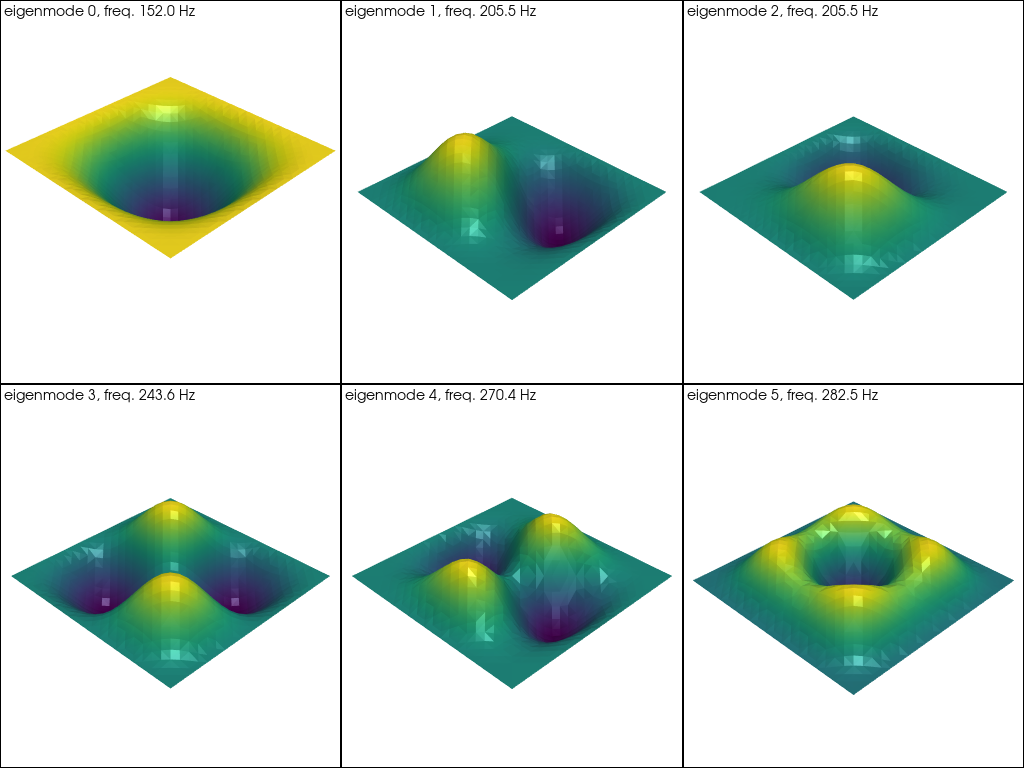 eigenmode 0, freq. 152.0 Hz
eigenmode 1, freq. 205.5 Hz
eigenmode 2, freq. 205.5 Hz
eigenmode 3, freq. 243.6 Hz
eigenmode 4, freq. 270.4 Hz
eigenmode 5, freq. 282.5 Hz